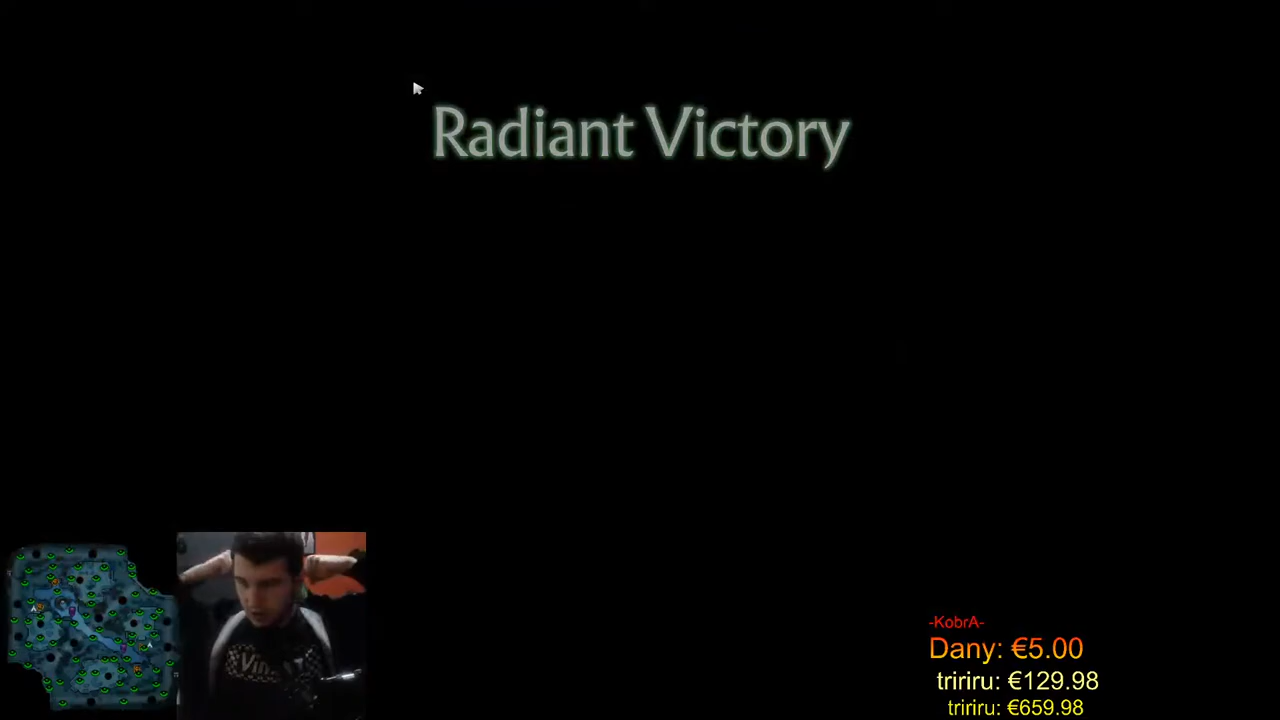 Radiant Victory
-KobrA-
Dany: €5.00
tririru: €129.98
tririru: €659.98